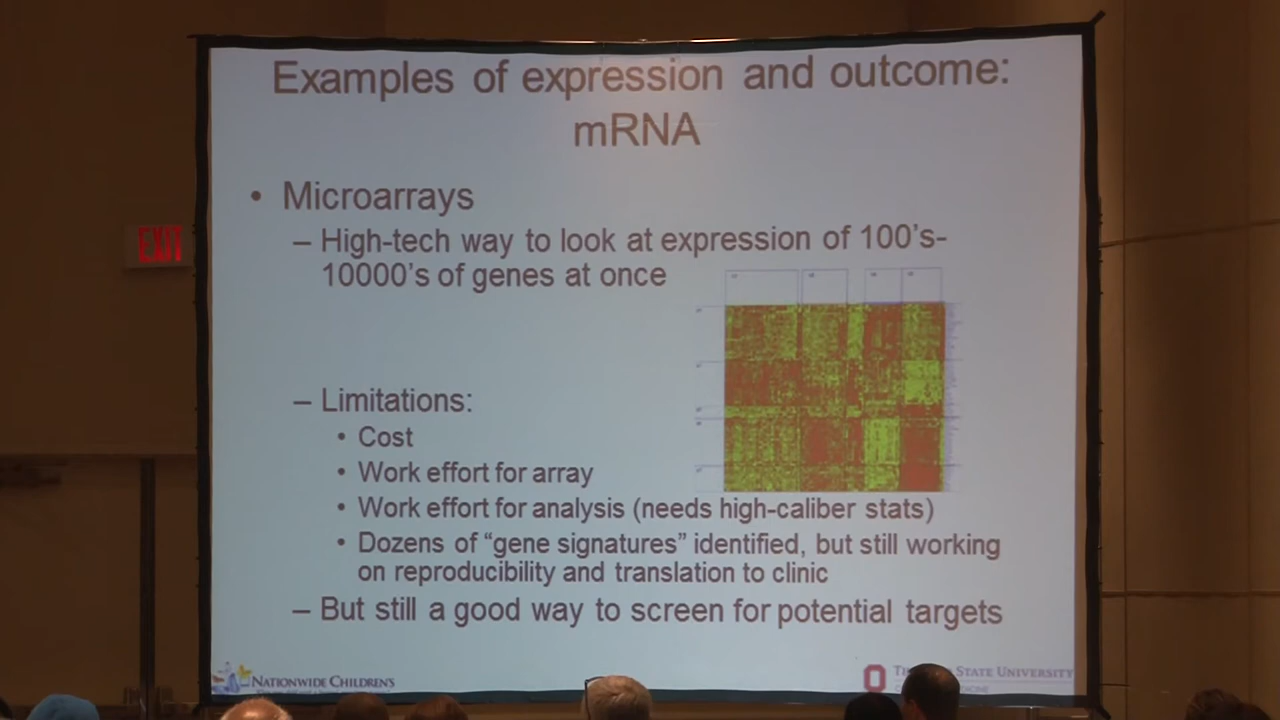 Examples of expression and outcome:
mRNA
• Microarrays
– High-tech way to look at expression of 100's-
10000's of genes at once
EXIT
– Limitations:
• Cost
• Work effort for array
• Work effort for analysis (needs high-caliber stats)
• Dozens of “gene signatures” identified, but still working
on reproducibility and translation to clinic
– But still a good way to screen for potential targets
NATIONWIDE CHILDREN'S
STATE UNIVERSITY